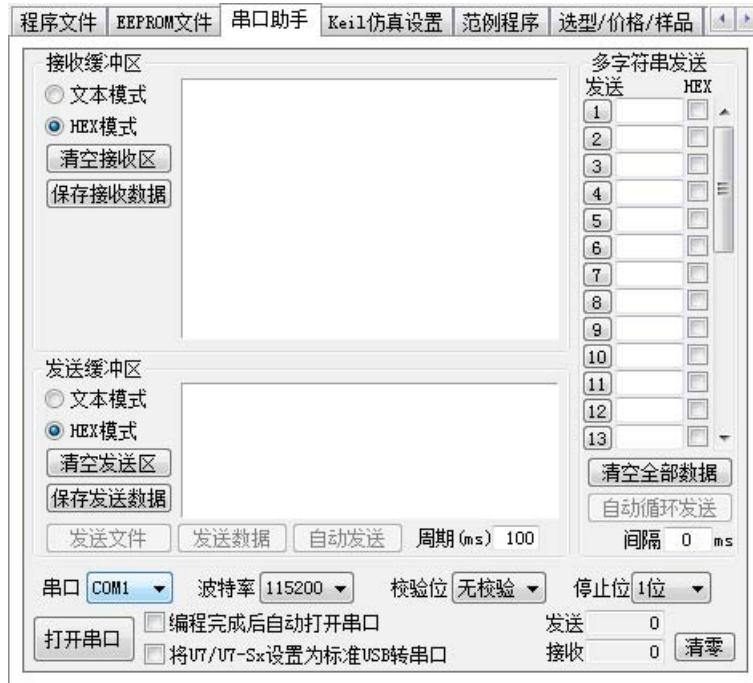 程序文件 EEPROM文件 串口助手 Keil仿真设置 范例程序 选型/价格/样品
接收缓冲区
文本模式
HEX模式
清空接收区
保存接收数据
多字符串发送
发送 HEX
1
2
3
4
5
6
7
8
9
10
11
12
13
发送缓冲区
文本模式
HEX模式
清空发送区
保存发送数据
发送文件 发送数据 自动发送 周期(ms) 100
清空全部数据
自动循环发送
间隔 0 ms
串口 COM1 波特率 115200 校验位 无校验 停止位 1位
打开串口
编程完成后自动打开串口
将U7/U7-Sx设置为标准USB转串口
发送 0
接收 0
清零